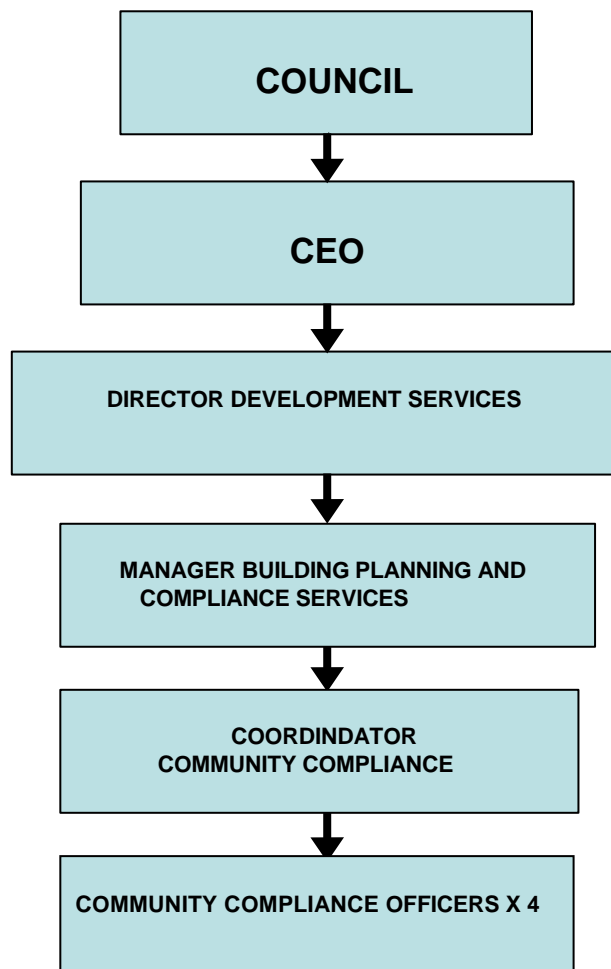 COUNCIL
CEO
DIRECTOR DEVELOPMENT SERVICES
MANAGER BUILDING PLANNING AND
COMPLIANCE SERVICES
COORDINDATOR
COMMUNITY COMPLIANCE
COMMUNITY COMPLIANCE OFFICERS X 4